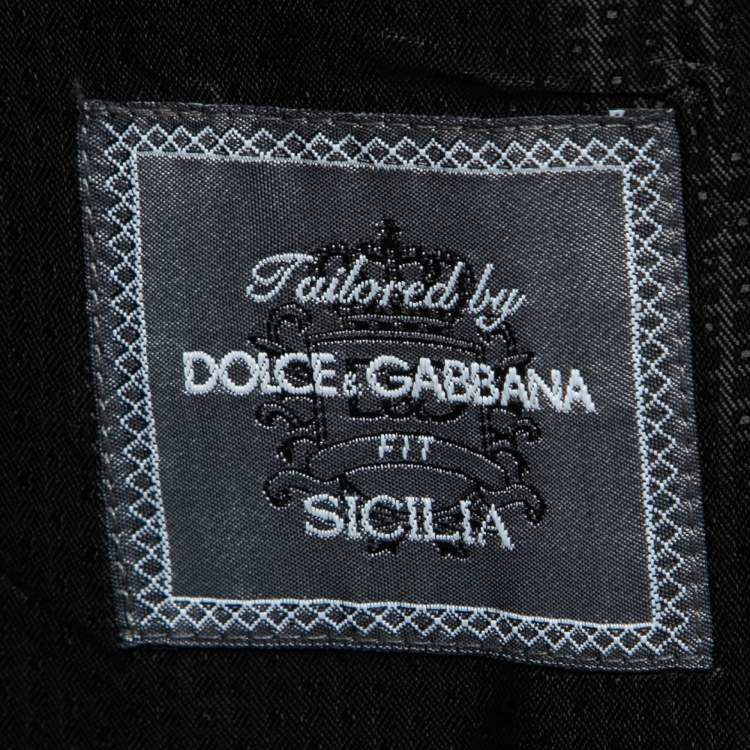 Tailored by
DOLCE & GABBANA
FIT
SICILIA